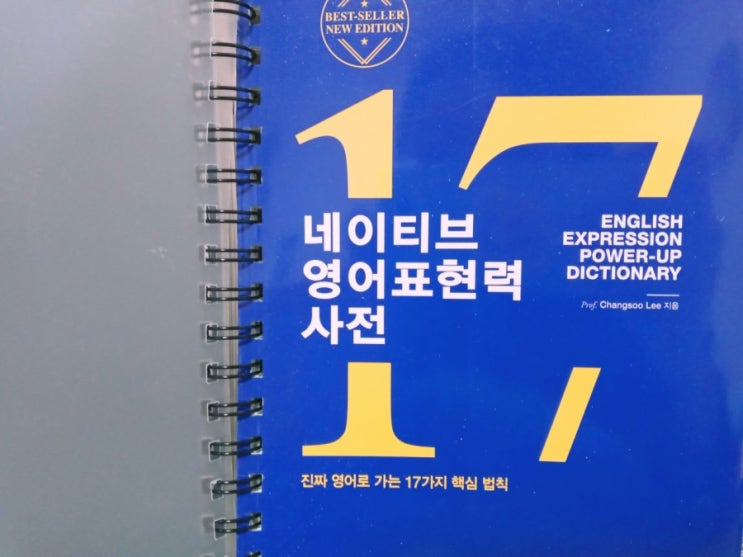 BEST-SELLER
NEW EDITION
17
네이티브
영어표현력
사전
ENGLISH
EXPRESSION
POWER-UP
DICTIONARY
Prof. Changsoo Lee 지음
진짜 영어로 가는 17가지 핵심 법칙